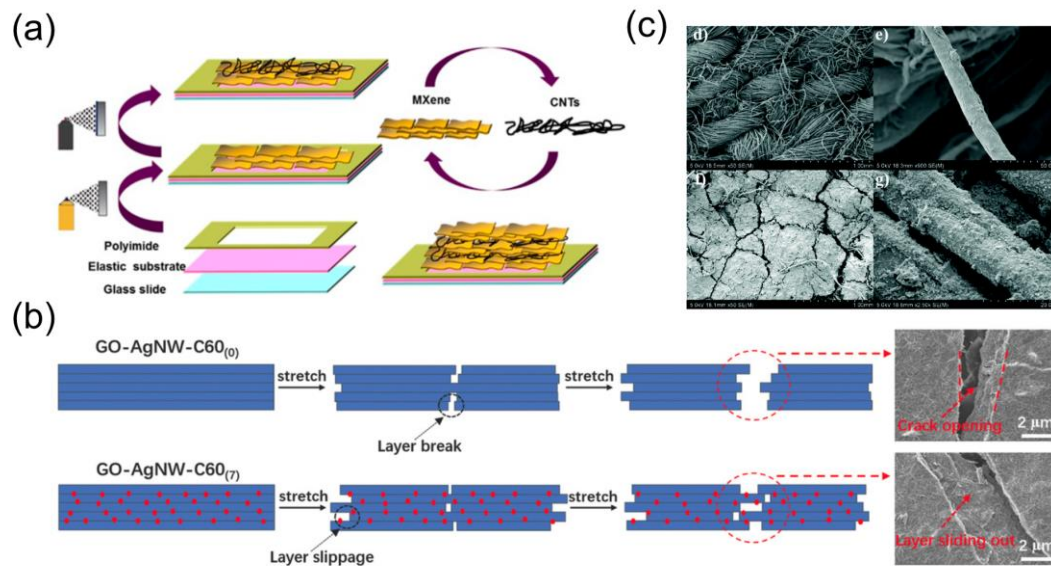 (a)
MXene
CNTs
Polyimide
Elastic substrate
Glass slide
(c)
d)
e)
f)
g)
(b)
GO-AgNW-C60(0)
stretch
stretch
Layer break
Crack opening
2 μm
GO-AgNW-C60(7)
stretch
stretch
Layer slippage
Layer sliding out
2 μm